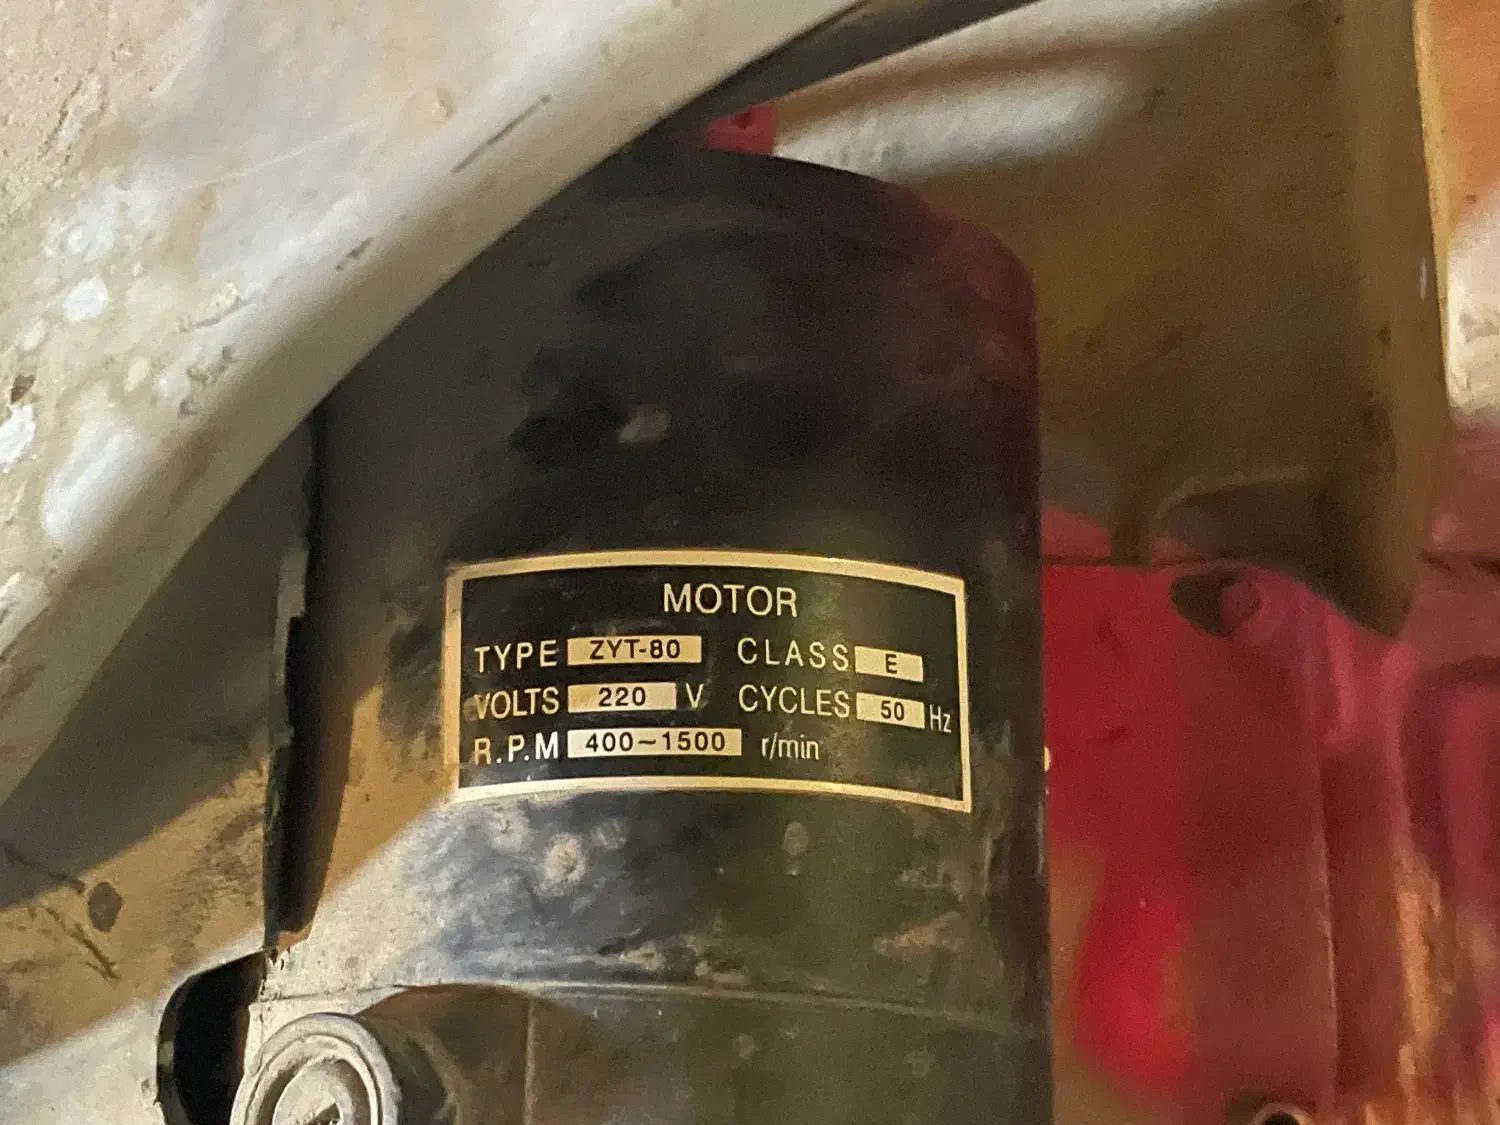 MOTOR
TYPE ZYT-80 CLASS E
VOLTS 220 V CYCLES 50 Hz
R.P.M 400~1500 r/min